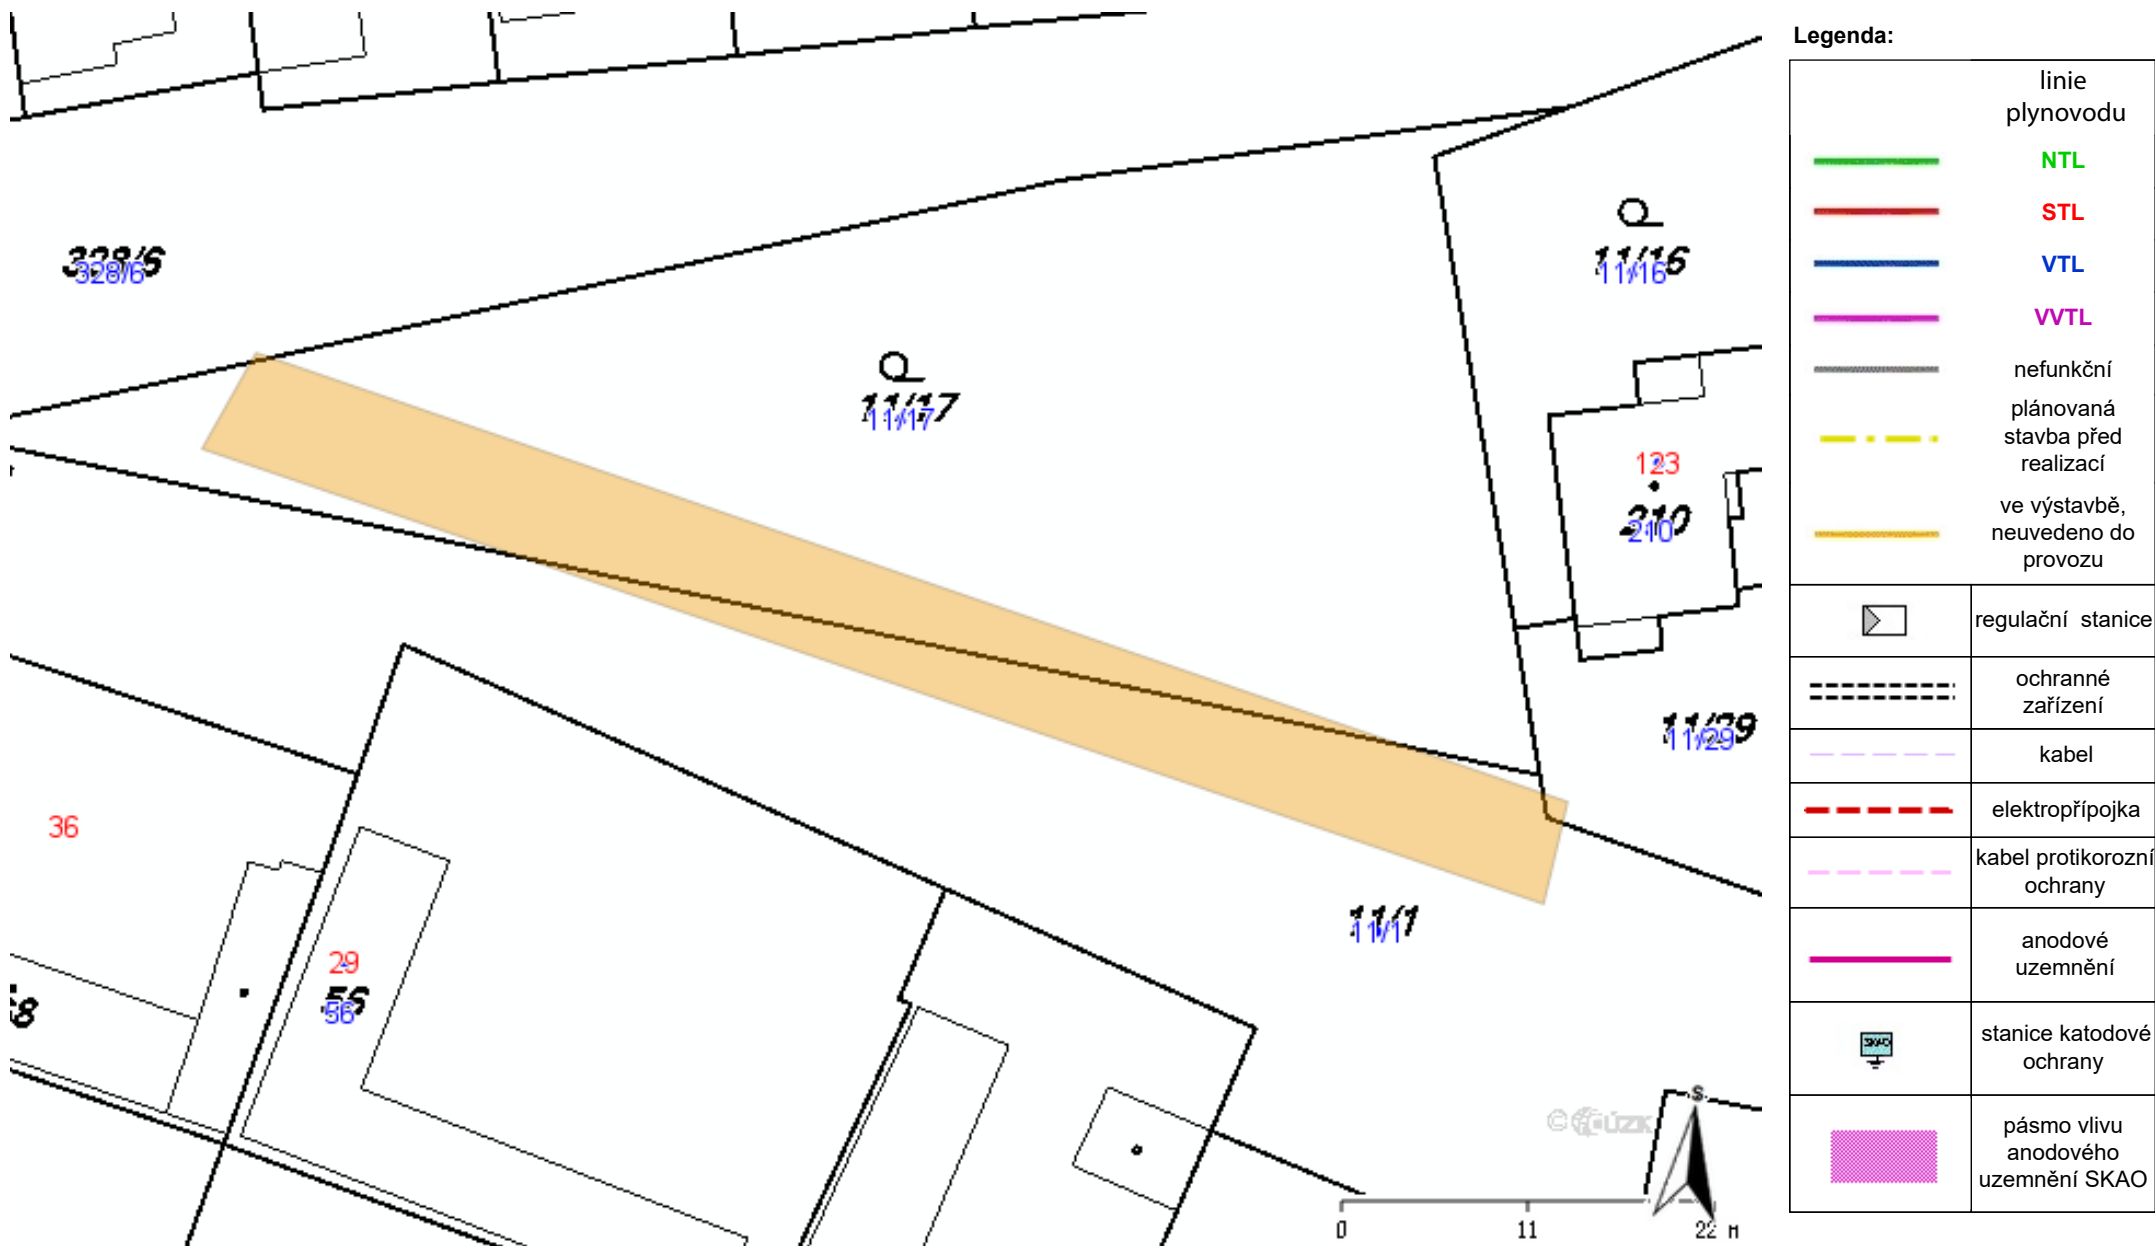 328/6
328/6
11/17
11/17
11/16
11/16
123
210
210
11/29
11/29
36
29
56
56
11/1
11/1
0 11 22 M
S
Legenda:
linie
plynovodu
NTL
STL
VTL
VVTL
nefunkční
plánovaná
stavba před
realizací
ve výstavbě,
neuvedeno do
provozu
regulační stanice
ochranné
zařízení
kabel
elektropřípojka
kabel protikorozní
ochrany
anodové
uzemnění
SKAO
stanice katodové
ochrany
pásmo vlivu
anodového
uzemnění SKAO